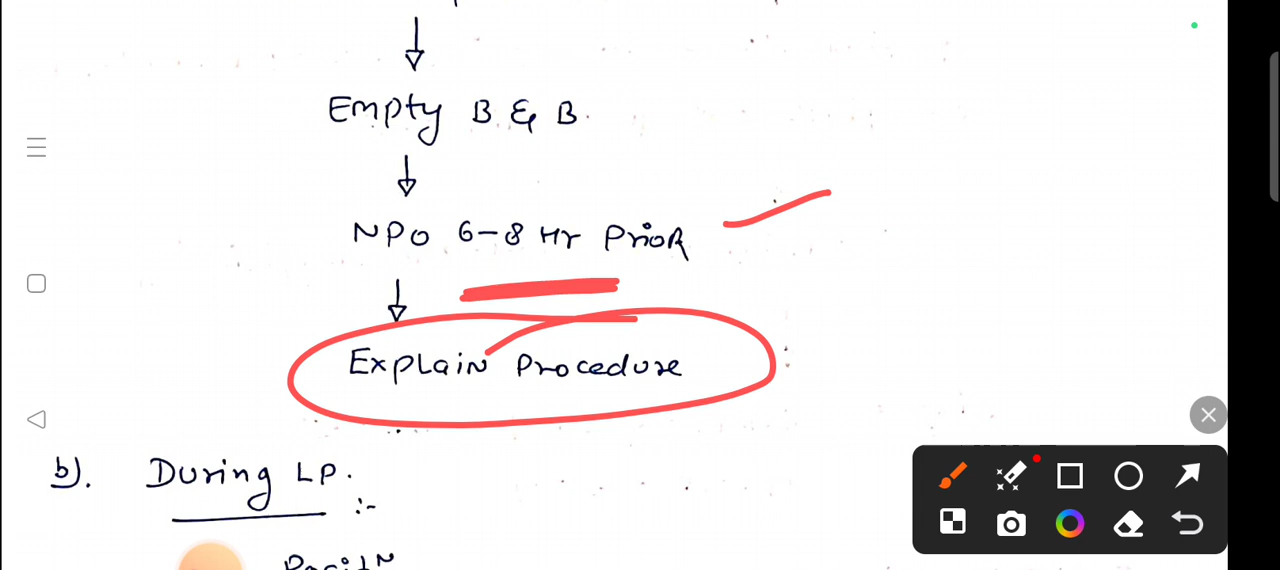 Empty B & B.
NPO 6-8 Hr Prior
Explain Procedure
b). During LP. :-